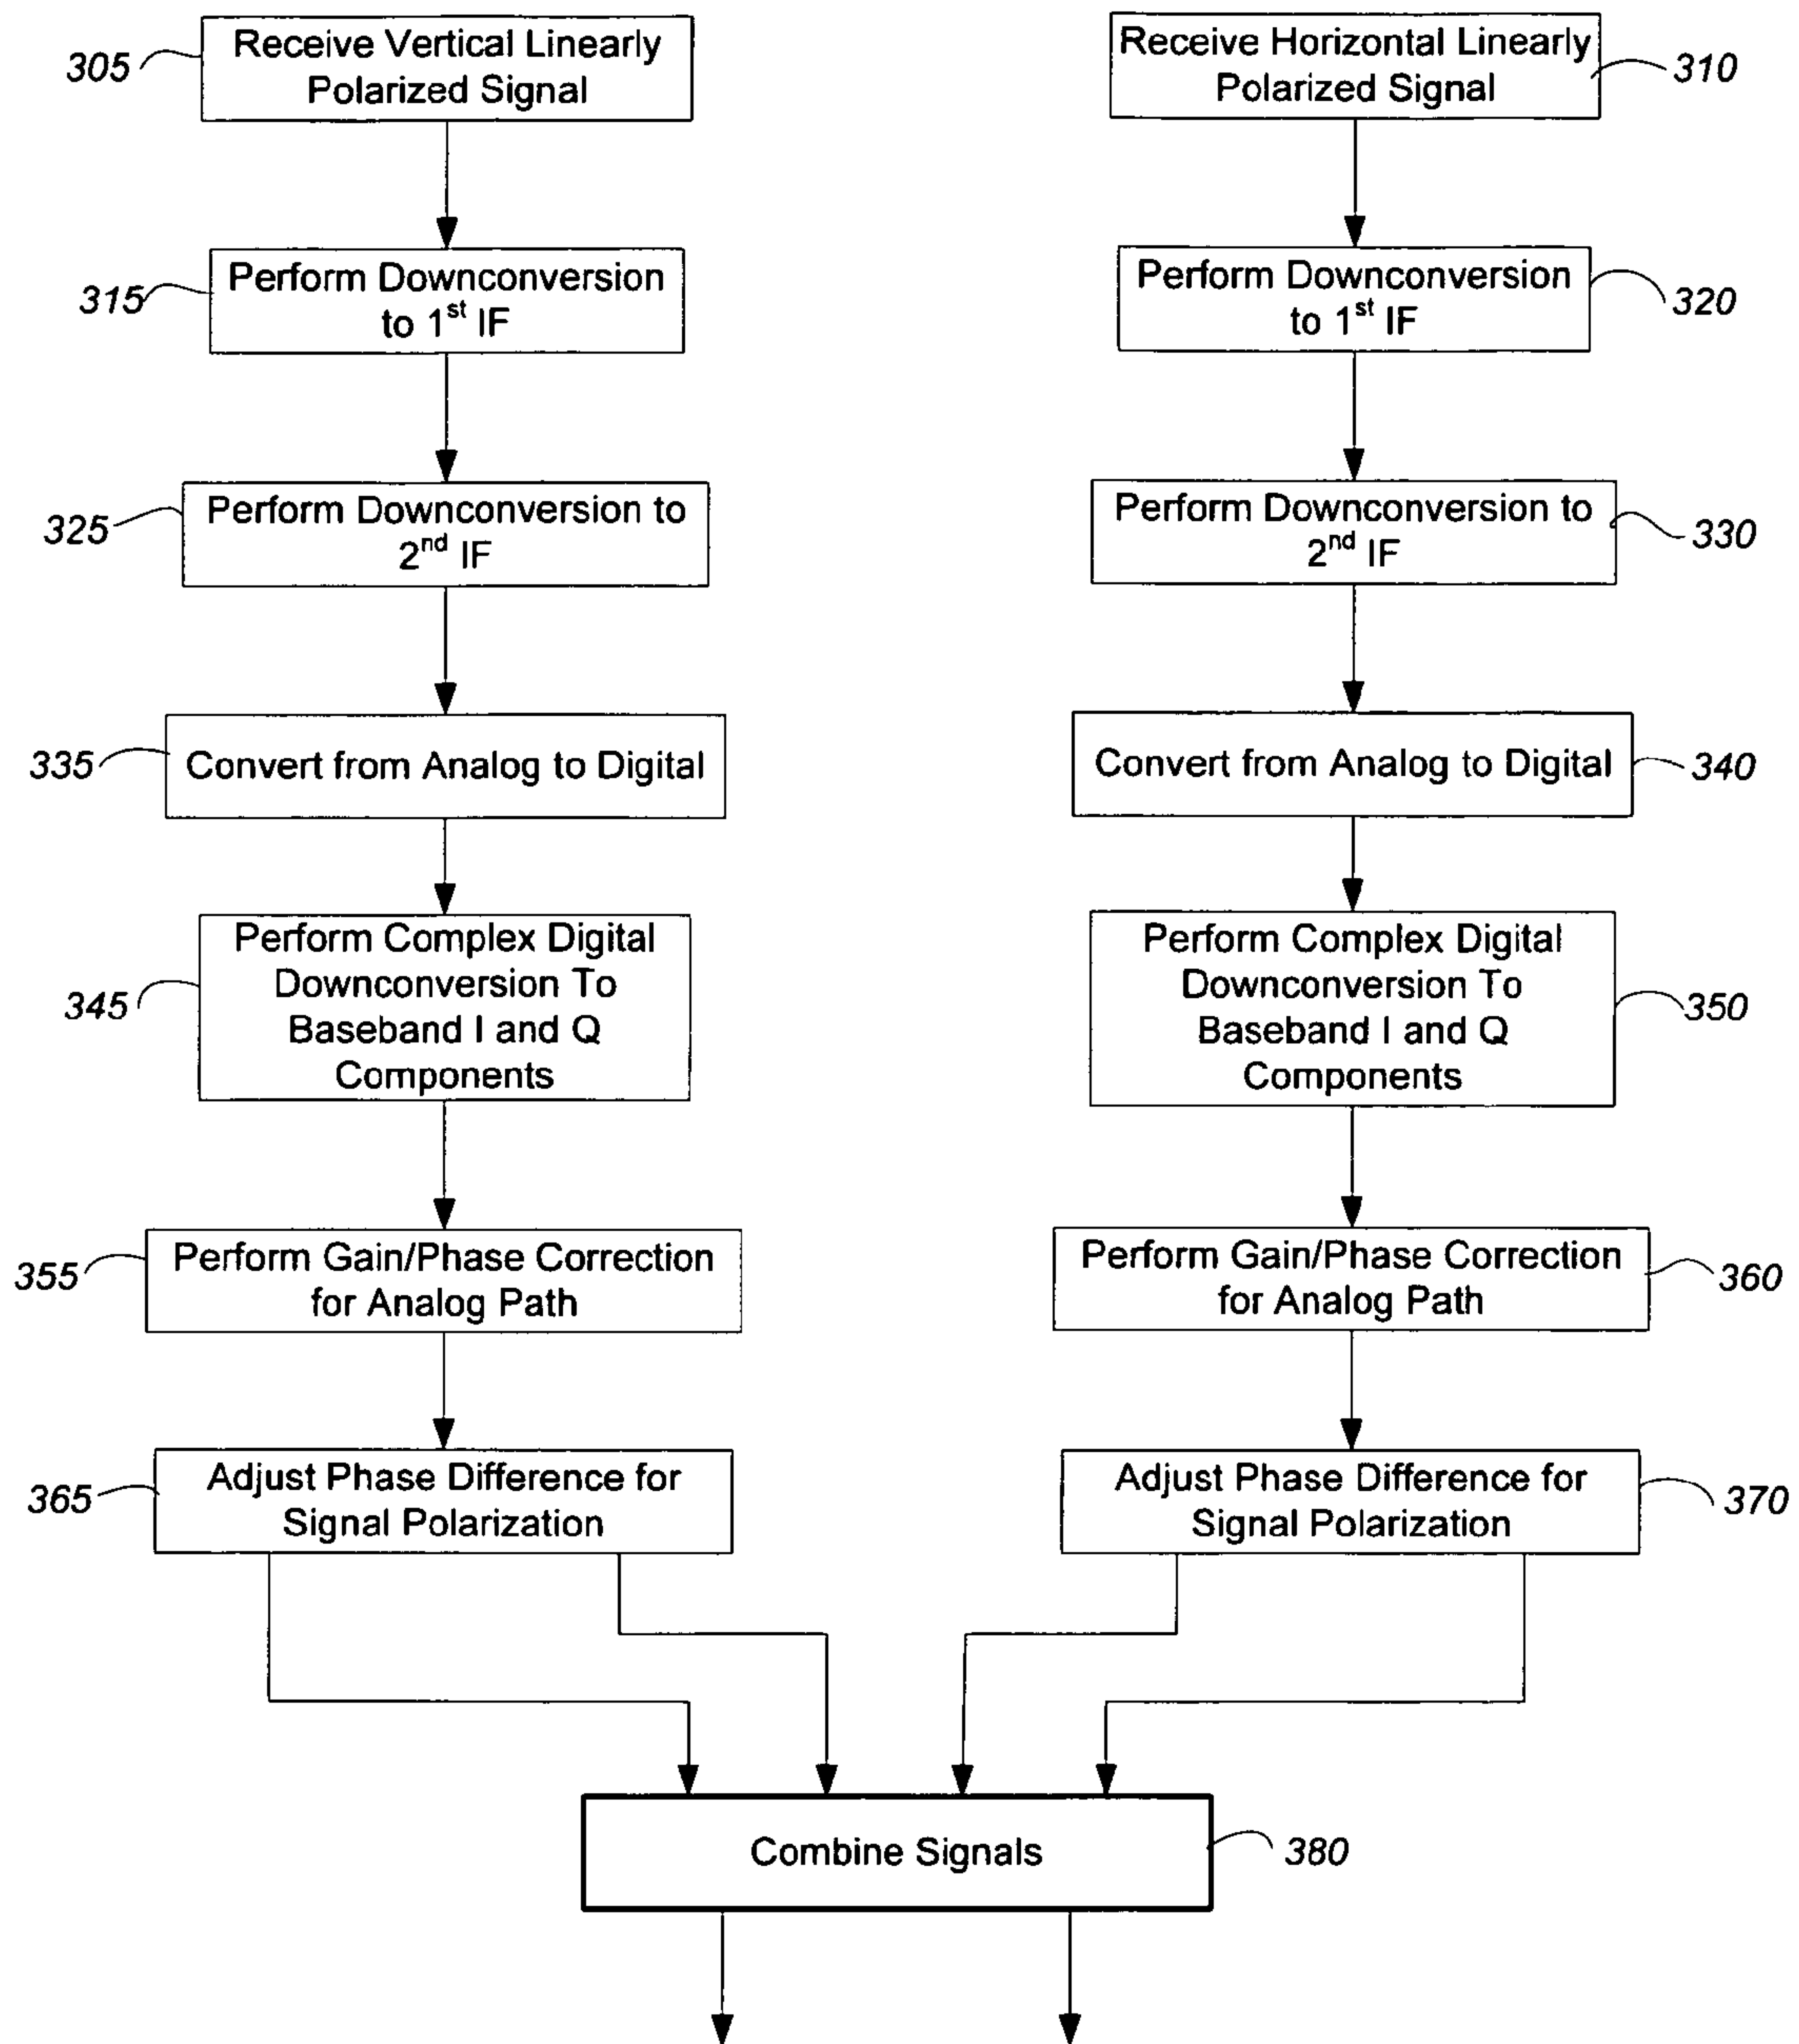 305
Receive Vertical Linearly
Polarized Signal
Receive Horizontal Linearly
Polarized Signal
310
315
Perform Downconversion
to 1st IF
Perform Downconversion
to 1st IF
320
325
Perform Downconversion to
2nd IF
Perform Downconversion to
2nd IF
330
335
Convert from Analog to Digital
Convert from Analog to Digital
340
345
Perform Complex Digital
Downconversion To
Baseband I and Q
Components
Perform Complex Digital
Downconversion To
Baseband I and Q
Components
350
355
Perform Gain/Phase Correction
for Analog Path
Perform Gain/Phase Correction
for Analog Path
360
365
Adjust Phase Difference for
Signal Polarization
Adjust Phase Difference for
Signal Polarization
370
Combine Signals
380